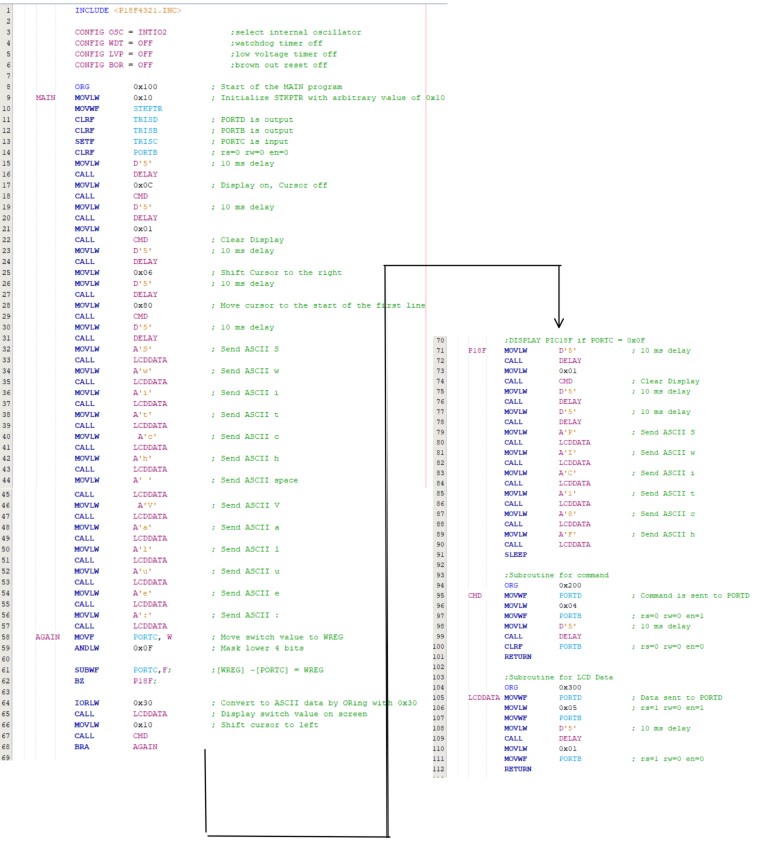 1 INCLUDE <P18F4321.INC>
2
3 CONFIG OSC = INTIO2 ;select internal oscillator
4 CONFIG WDT = OFF ;watchdog timer off
5 CONFIG LVP = OFF ;low voltage timer off
6 CONFIG BOR = OFF ;brown out reset off
7
8 ORG 0x100 ; Start of the MAIN program
9 MAIN MOVLW 0x10 ; Initialize STKPTR with arbitrary value of 0x10
10 MOVWF STKPTR
11 CLRF TRISD ; PORTD is output
12 CLRF TRISB ; PORTB is output
13 SETF TRISC ; PORTC is input
14 CLRF PORTB ; rs=0 rw=0 en=0
15 MOVLW D'5' ; 10 ms delay
16 CALL DELAY
17 MOVLW 0x0C ; Display on, Cursor off
18 CALL CMD
19 MOVLW D'5' ; 10 ms delay
20 CALL DELAY
21 MOVLW 0x01
22 CALL CMD ; Clear Display
23 MOVLW D'5' ; 10 ms delay
24 CALL DELAY
25 MOVLW 0x06 ; Shift Cursor to the right
26 MOVLW D'5' ; 10 ms delay
27 CALL DELAY
28 MOVLW 0x80 ; Move cursor to the start of the first line
29 CALL CMD
30 MOVLW D'5' ; 10 ms delay
31 CALL DELAY
32 MOVLW A'S' ; Send ASCII S
33 CALL LCDDATA
34 MOVLW A'w' ; Send ASCII w
35 CALL LCDDATA
36 MOVLW A'i' ; Send ASCII i
37 CALL LCDDATA
38 MOVLW A't' ; Send ASCII t
39 CALL LCDDATA
40 MOVLW A'c' ; Send ASCII c
41 CALL LCDDATA
42 MOVLW A'h' ; Send ASCII h
43 CALL LCDDATA
44 MOVLW A' ' ; Send ASCII space
45 CALL LCDDATA
46 MOVLW A'V' ; Send ASCII V
47 CALL LCDDATA
48 MOVLW A'a' ; Send ASCII a
49 CALL LCDDATA
50 MOVLW A'l' ; Send ASCII l
51 CALL LCDDATA
52 MOVLW A'u' ; Send ASCII u
53 CALL LCDDATA
54 MOVLW A'e' ; Send ASCII e
55 CALL LCDDATA
56 MOVLW A':' ; Send ASCII :
57 CALL LCDDATA
58 AGAIN MOVF PORTC, W ; Move switch value to WREG
59 ANDLW 0x0F ; Mask lower 4 bits
60
61 SUBWF PORTC,F; ;[WREG] -[PORTC] = WREG
62 BZ P18F;
63
64 IORLW 0x30 ; Convert to ASCII data by ORing with 0x30
65 CALL LCDDATA ; Display switch value on screen
66 MOVLW 0x10 ; Shift cursor to left
67 CALL CMD
68 BRA AGAIN
69
70 ;DISPLAY PIC18F if PORTC = 0x0F
71 P18F MOVLW D'5' ; 10 ms delay
72 CALL DELAY
73 MOVLW 0x01
74 CALL CMD ; Clear Display
75 MOVLW D'5' ; 10 ms delay
76 CALL DELAY
77 MOVLW D'5' ; 10 ms delay
78 CALL DELAY
79 MOVLW A'P' ; Send ASCII S
80 CALL LCDDATA
81 MOVLW A'I' ; Send ASCII w
82 CALL LCDDATA
83 MOVLW A'C' ; Send ASCII i
84 CALL LCDDATA
85 MOVLW A'1' ; Send ASCII t
86 CALL LCDDATA
87 MOVLW A'8' ; Send ASCII c
88 CALL LCDDATA
89 MOVLW A'F' ; Send ASCII h
90 CALL LCDDATA
91 SLEEP
92
93 ;Subroutine for command
94 ORG 0x200
95 CMD MOVWF PORTD ; Command is sent to PORTD
96 MOVLW 0x04
97 MOVWF PORTB ; rs=0 rw=0 en=1
98 MOVLW D'5' ; 10 ms delay
99 CALL DELAY
100 CLRF PORTB ; rs=0 rw=0 en=0
101 RETURN
102
103 ;Subroutine for LCD Data
104 ORG 0x300
105 LCDDATA MOVWF PORTD ; Data sent to PORTD
106 MOVLW 0x05 ; rs=1 rw=0 en=1
107 MOVWF PORTB
108 MOVLW D'5' ; 10 ms delay
109 CALL DELAY
110 MOVLW 0x01
111 MOVWF PORTB ; rs=1 rw=0 en=0
112 RETURN